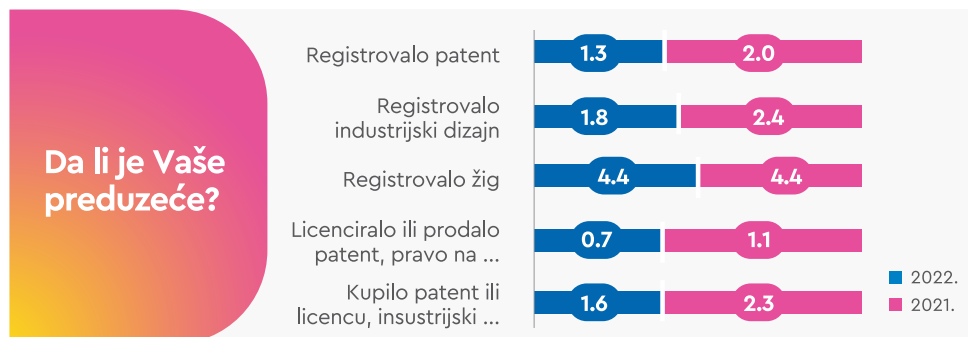 Da li je Vaše
preduzeće?
Registrovalo patent
1.3
2.0
Registrovalo
industrijski dizajn
1.8
2.4
Registrovalo žig
4.4
4.4
Licenciralo ili prodalo
patent, pravo na ...
0.7
1.1
Kupilo patent ili
licencu, insustrijski ...
1.6
2.3
2022.
2021.